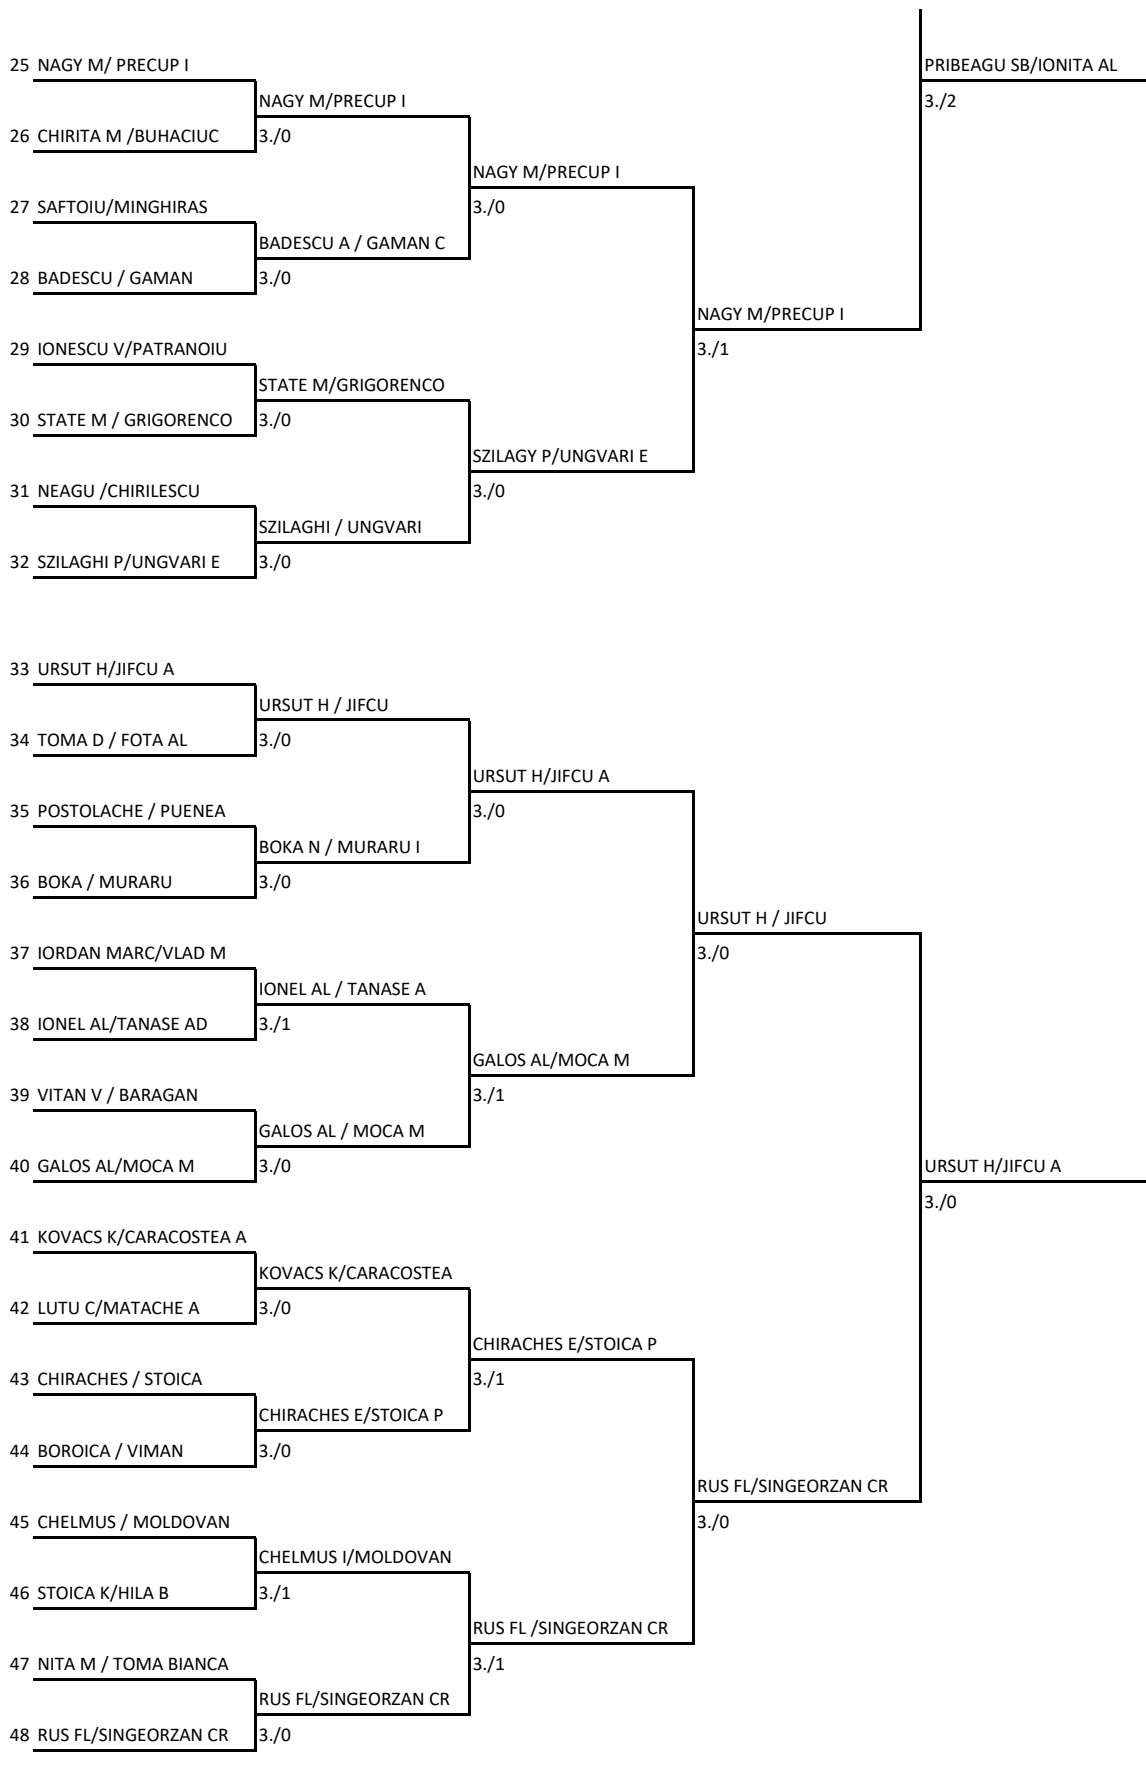 25 NAGY M/ PRECUP I
PRIBEAGU SB/IONITA AL
NAGY M/PRECUP I
3./2
26 CHIRITA M /BUHACIUC
3./0
NAGY M/PRECUP I
27 SAFTOIU/MINGHIRAS
3./0
BADESCU A / GAMAN C
28 BADESCU / GAMAN
3./0
NAGY M/PRECUP I
29 IONESCU V/PATRANOIU
3./1
STATE M/GRIGORENCO
30 STATE M / GRIGORENCO
3./0
SZILAGY P/UNGVARI E
31 NEAGU /CHIRILESCU
3./0
SZILAGHI / UNGVARI
32 SZILAGHI P/UNGVARI E
3./0
33 URSUT H/JIFCU A
URSUT H / JIFCU
34 TOMA D / FOTA AL
3./0
URSUT H/JIFCU A
35 POSTOLACHE / PUENEA
3./0
BOKA N / MURARU I
36 BOKA / MURARU
3./0
URSUT H / JIFCU
37 IORDAN MARC/VLAD M
3./0
IONEL AL / TANASE A
38 IONEL AL/TANASE AD
3./1
GALOS AL/MOCA M
39 VITAN V / BARAGAN
3./1
GALOS AL / MOCA M
40 GALOS AL/MOCA M
3./0
URSUT H/JIFCU A
3./0
41 KOVACS K/CARACOSTEA A
KOVACS K/CARACOSTEA
42 LUTU C/MATACHE A
3./0
CHIRACHES E/STOICA P
43 CHIRACHES / STOICA
3./1
CHIRACHES E/STOICA P
44 BOROICA / VIMAN
3./0
RUS FL/SINGEORZAN CR
45 CHELMUS / MOLDOVAN
3./0
CHELMUS I/MOLDOVAN
46 STOICA K/HILA B
3./1
RUS FL /SINGEORZAN CR
47 NITA M / TOMA BIANCA
3./1
RUS FL/SINGEORZAN CR
48 RUS FL/SINGEORZAN CR
3./0